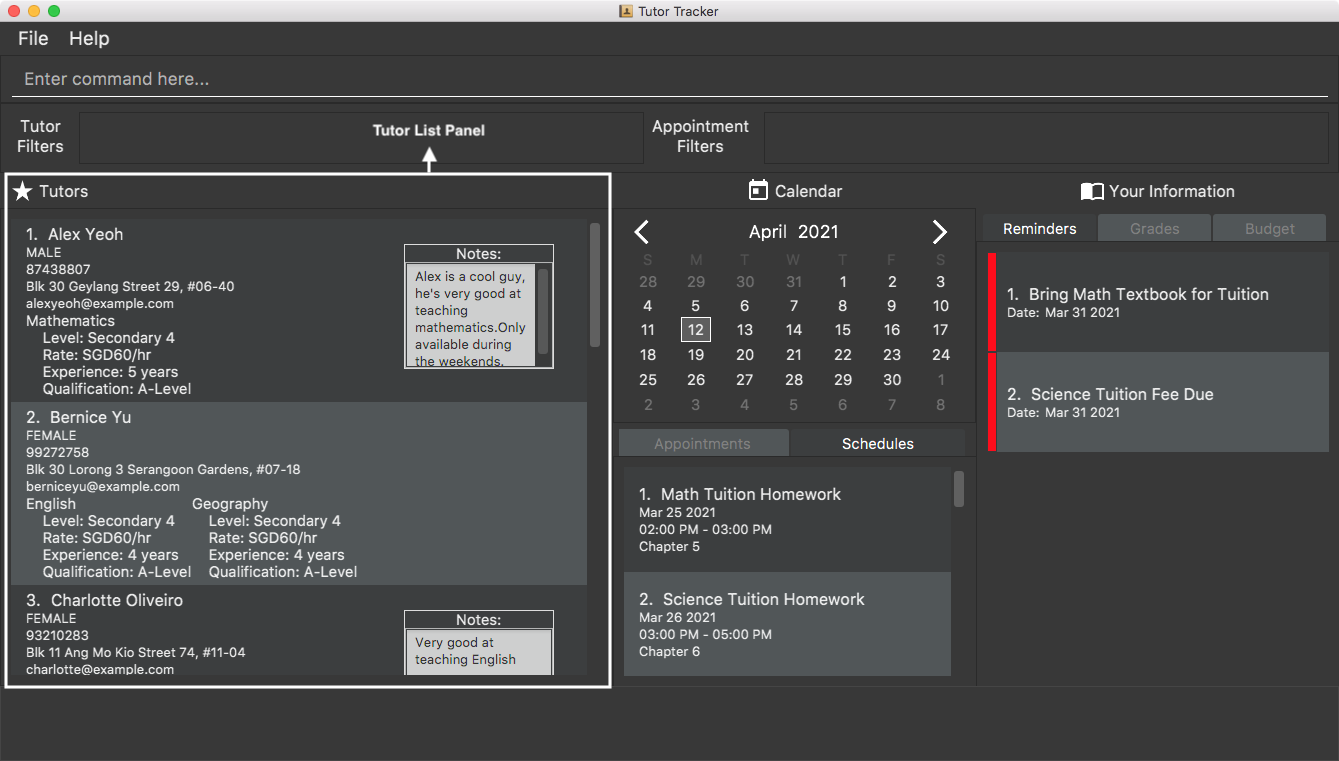 Tutor Tracker
File Help
Enter command here...
Tutor
Filters
Tutor List Panel
Appointment
Filters
Tutors
1. Alex Yeoh
MALE
87438807
Blk 30 Geylang Street 29, #06-40
alexyeoh@example.com
Mathematics
Level: Secondary 4
Rate: SGD60/hr
Experience: 5 years
Qualification: A-Level
Notes:
Alex is a cool guy,
he's very good at
teaching
mathematics.Only
available during
the weekends.
2. Bernice Yu
FEMALE
99272758
Blk 30 Lorong 3 Serangoon Gardens, #07-18
berniceyu@example.com
English Geography
Level: Secondary 4 Level: Secondary 4
Rate: SGD60/hr Rate: SGD60/hr
Experience: 4 years Experience: 4 years
Qualification: A-Level Qualification: A-Level
3. Charlotte Oliveiro
FEMALE
93210283
Blk 11 Ang Mo Kio Street 74, #11-04
charlotte@example.com
Notes:
Very good at
teaching English
Calendar
April 2021
S M T W T F S
28 29 30 31 1 2 3
4 5 6 7 8 9 10
11 12 13 14 15 16 17
18 19 20 21 22 23 24
25 26 27 28 29 30 1
2 3 4 5 6 7 8
Appointments Schedules
1. Math Tuition Homework
Mar 25 2021
02:00 PM - 03:00 PM
Chapter 5
2. Science Tuition Homework
Mar 26 2021
03:00 PM - 05:00 PM
Chapter 6
Your Information
Reminders Grades Budget
1. Bring Math Textbook for Tuition
Date: Mar 31 2021
2. Science Tuition Fee Due
Date: Mar 31 2021